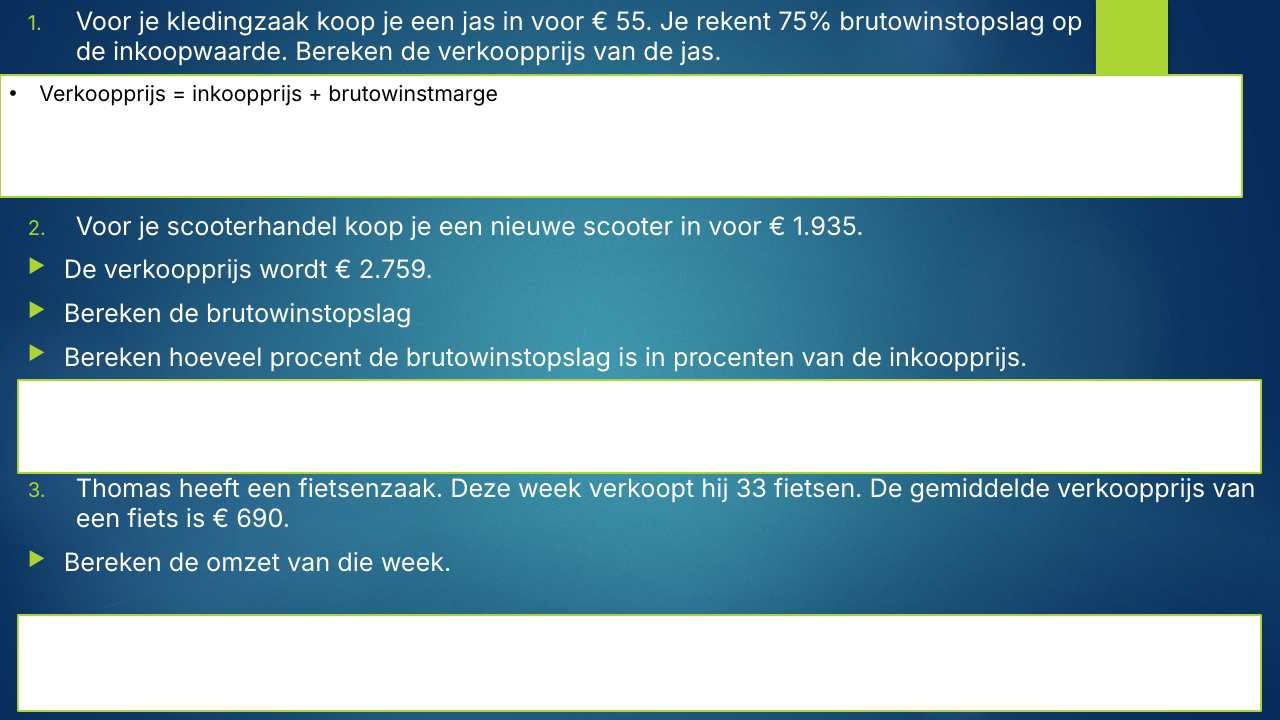 1. Voor je kledingzaak koop je een jas in voor € 55. Je rekent 75% brutowinstopslag op
de inkoopwaarde. Bereken de verkoopprijs van de jas.
• Verkoopprijs = inkoopprijs + brutowinstmarge
2. Voor je scooterhandel koop je een nieuwe scooter in voor € 1.935.
De verkoopprijs wordt € 2.759.
Bereken de brutowinstopslag
Bereken hoeveel procent de brutowinstopslag is in procenten van de inkoopprijs.
3. Thomas heeft een fietsenzaak. Deze week verkoopt hij 33 fietsen. De gemiddelde verkoopprijs van
een fiets is € 690.
Bereken de omzet van die week.